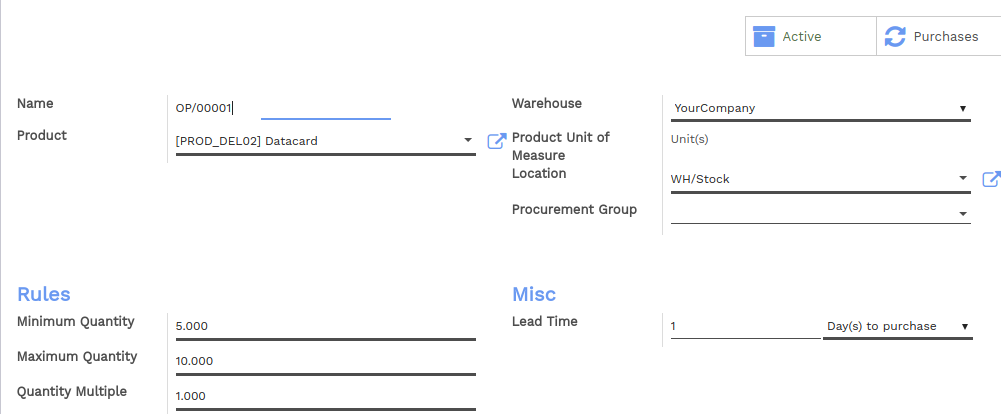 Active Purchases
Name OP/00001 Warehouse YourCompany
Product [PROD_DEL02] Datacard Product Unit of Unit(s)
Measure
Location WH/Stock
Procurement Group
Rules Misc
Minimum Quantity 5.000 Lead Time 1 Day(s) to purchase
Maximum Quantity 10.000
Quantity Multiple 1.000